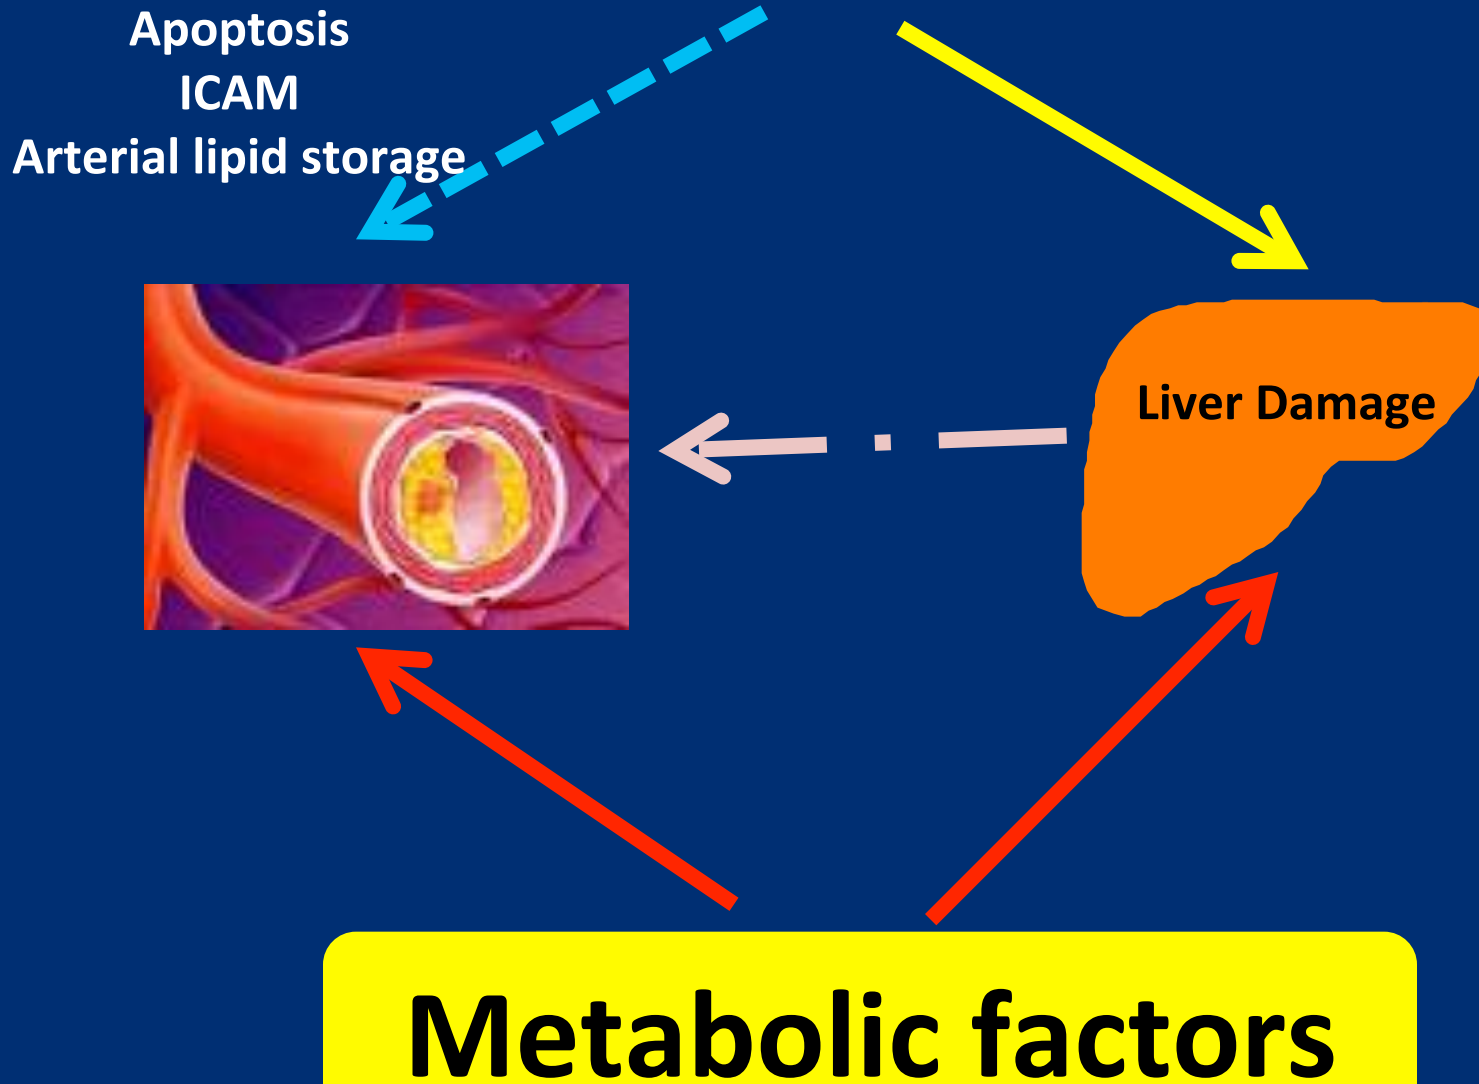 Apoptosis
ICAM
Arterial lipid storage
Liver Damage
Metabolic factors